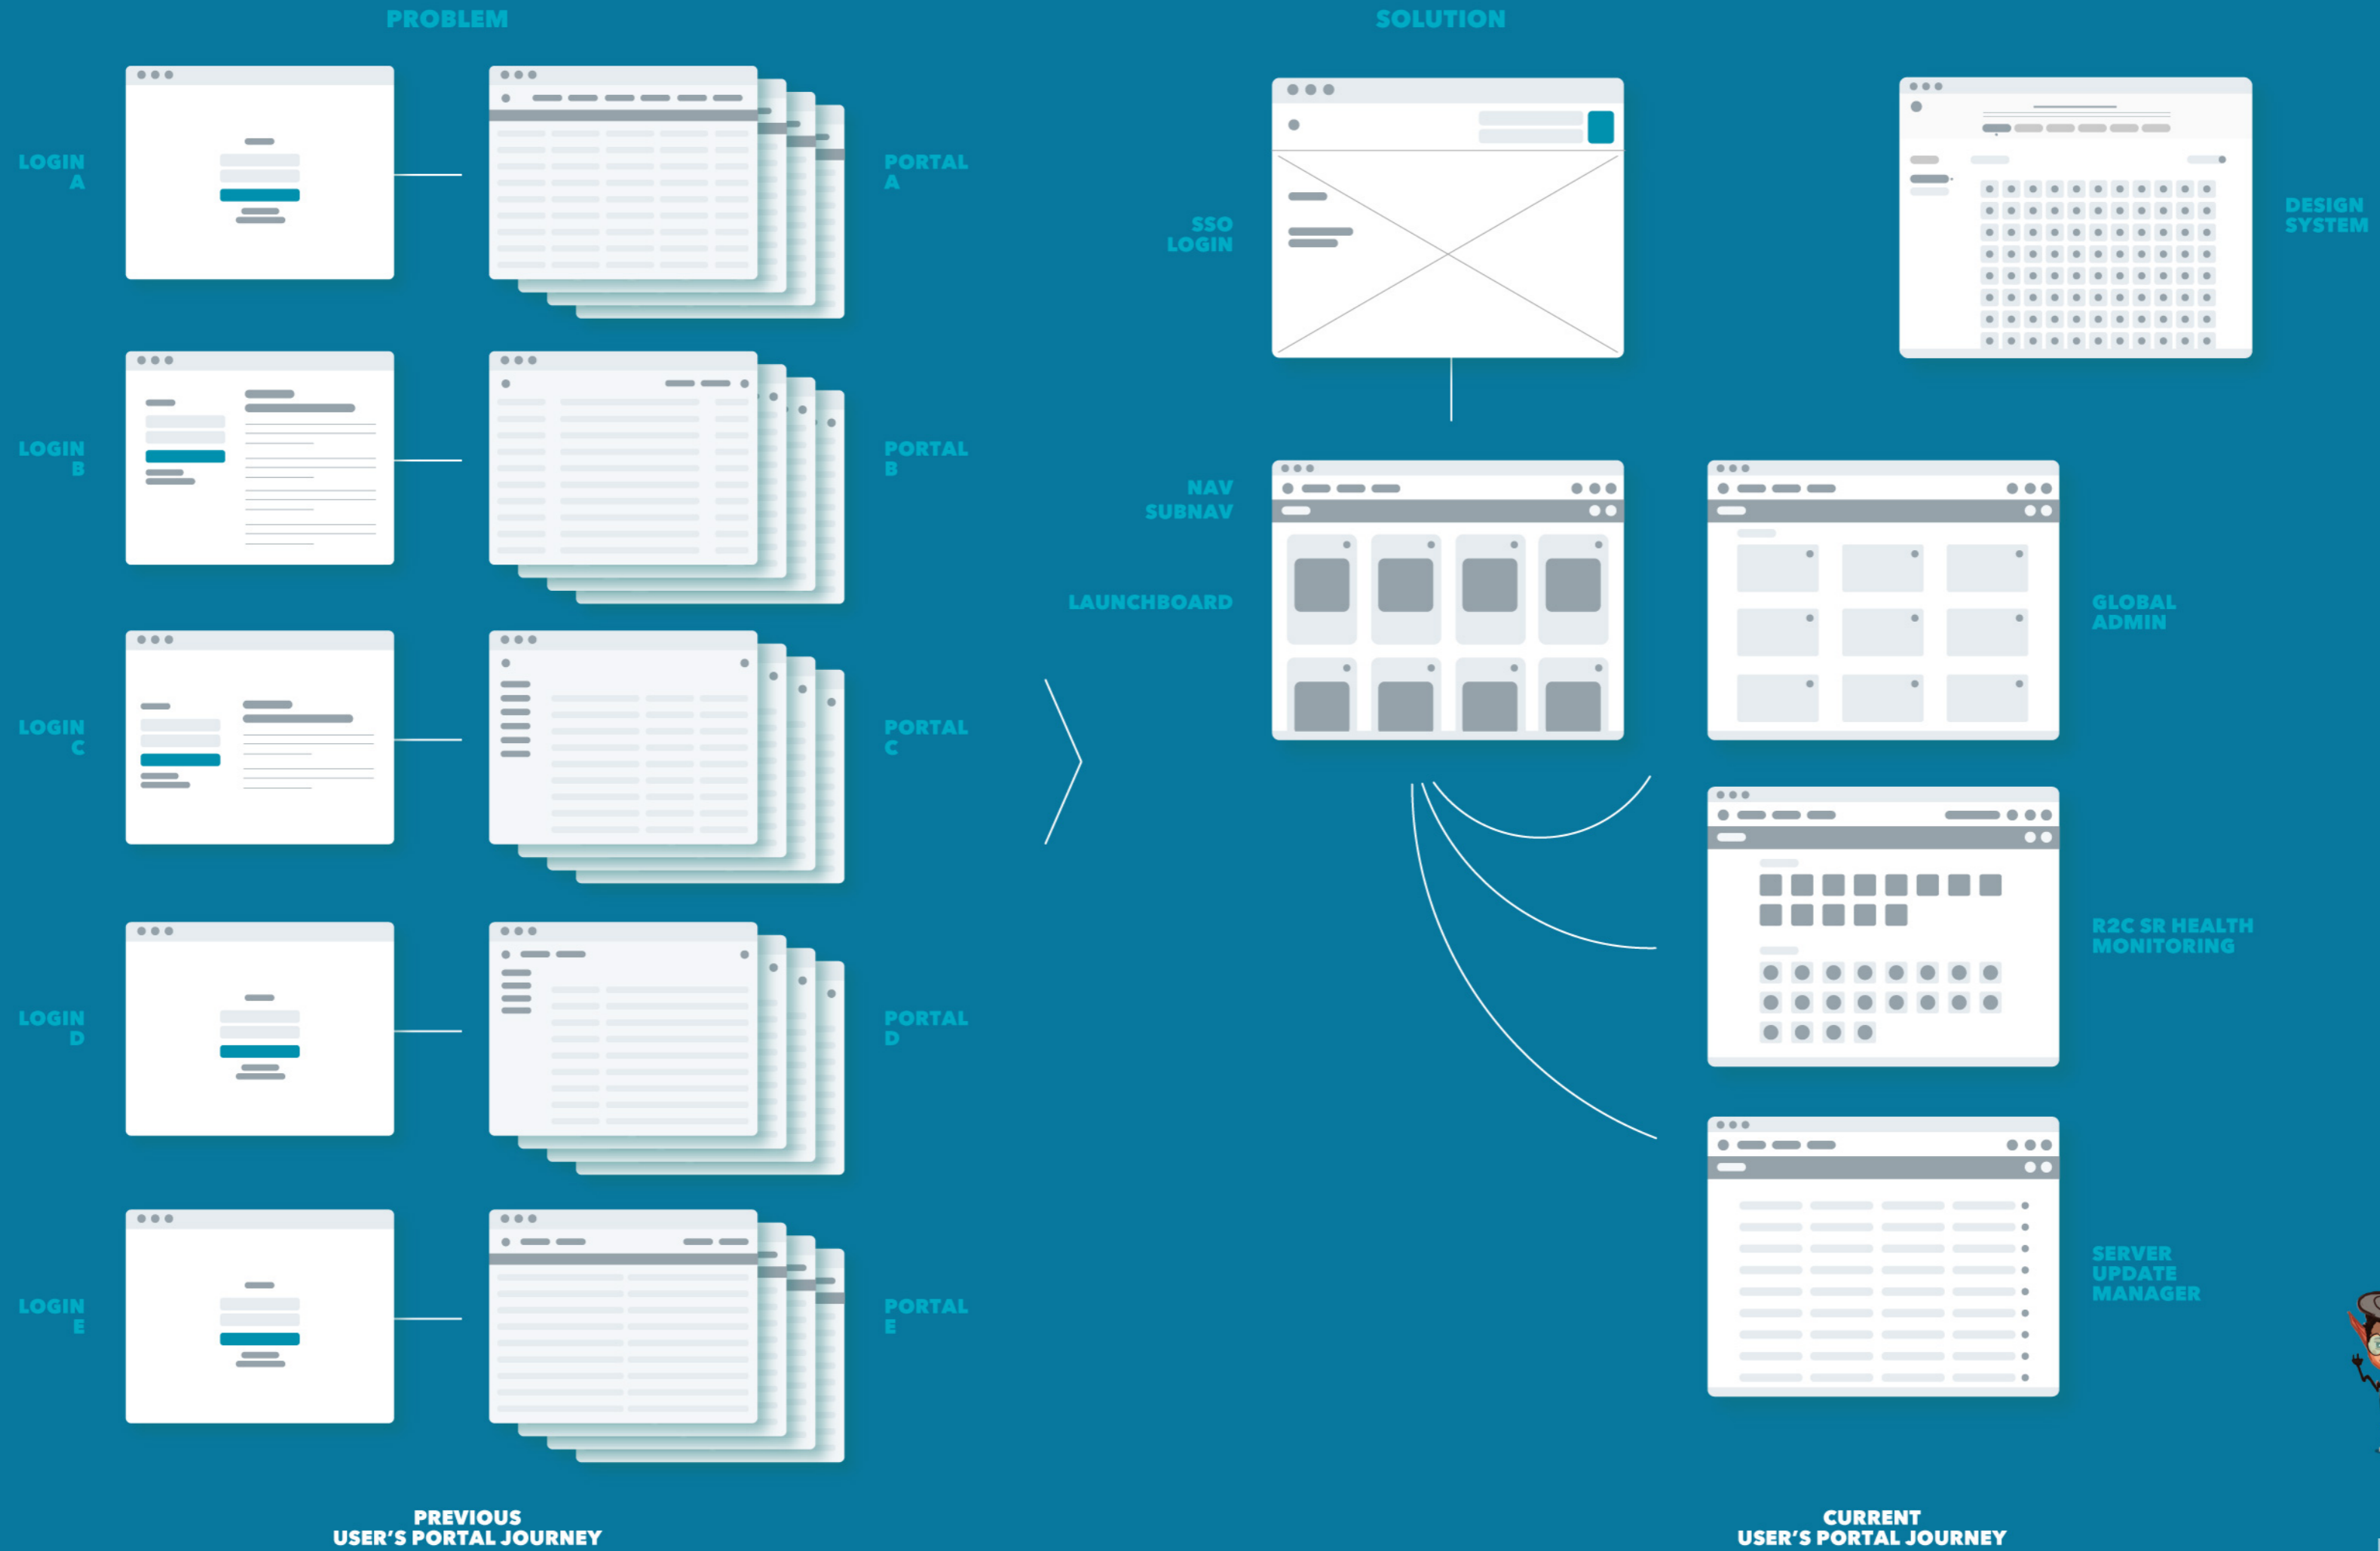 PROBLEM
LOGIN
A
PORTAL
A
LOGIN
B
PORTAL
B
LOGIN
C
PORTAL
C
LOGIN
D
PORTAL
D
LOGIN
E
PORTAL
E
PREVIOUS
USER’S PORTAL JOURNEY
SOLUTION
SSO
LOGIN
DESIGN
SYSTEM
NAV
SUBNAV
LAUNCHBOARD
GLOBAL
ADMIN
R2C SR HEALTH
MONITORING
SERVER
UPDATE
MANAGER
CURRENT
USER’S PORTAL JOURNEY